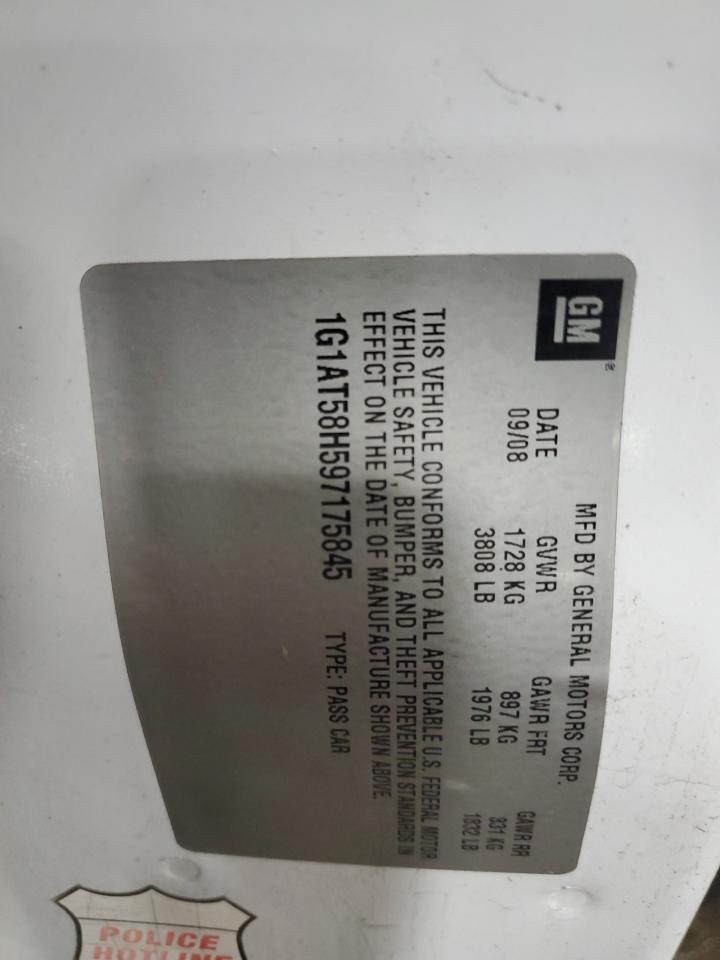 GM
MFD BY GENERAL MOTORS CORP.
DATE GVWR GAWR FRT GAWR RR
09/08 1728 KG 897 KG 831 KG
3808 LB 1976 LB 1832 LB
THIS VEHICLE CONFORMS TO ALL APPLICABLE U.S. FEDERAL MOTOR
VEHICLE SAFETY, BUMPER, AND THEFT PREVENTION STANDARDS IN
EFFECT ON THE DATE OF MANUFACTURE SHOWN ABOVE.
1G1AT58H597175845 TYPE: PASS CAR
POLICE
HOTLINE